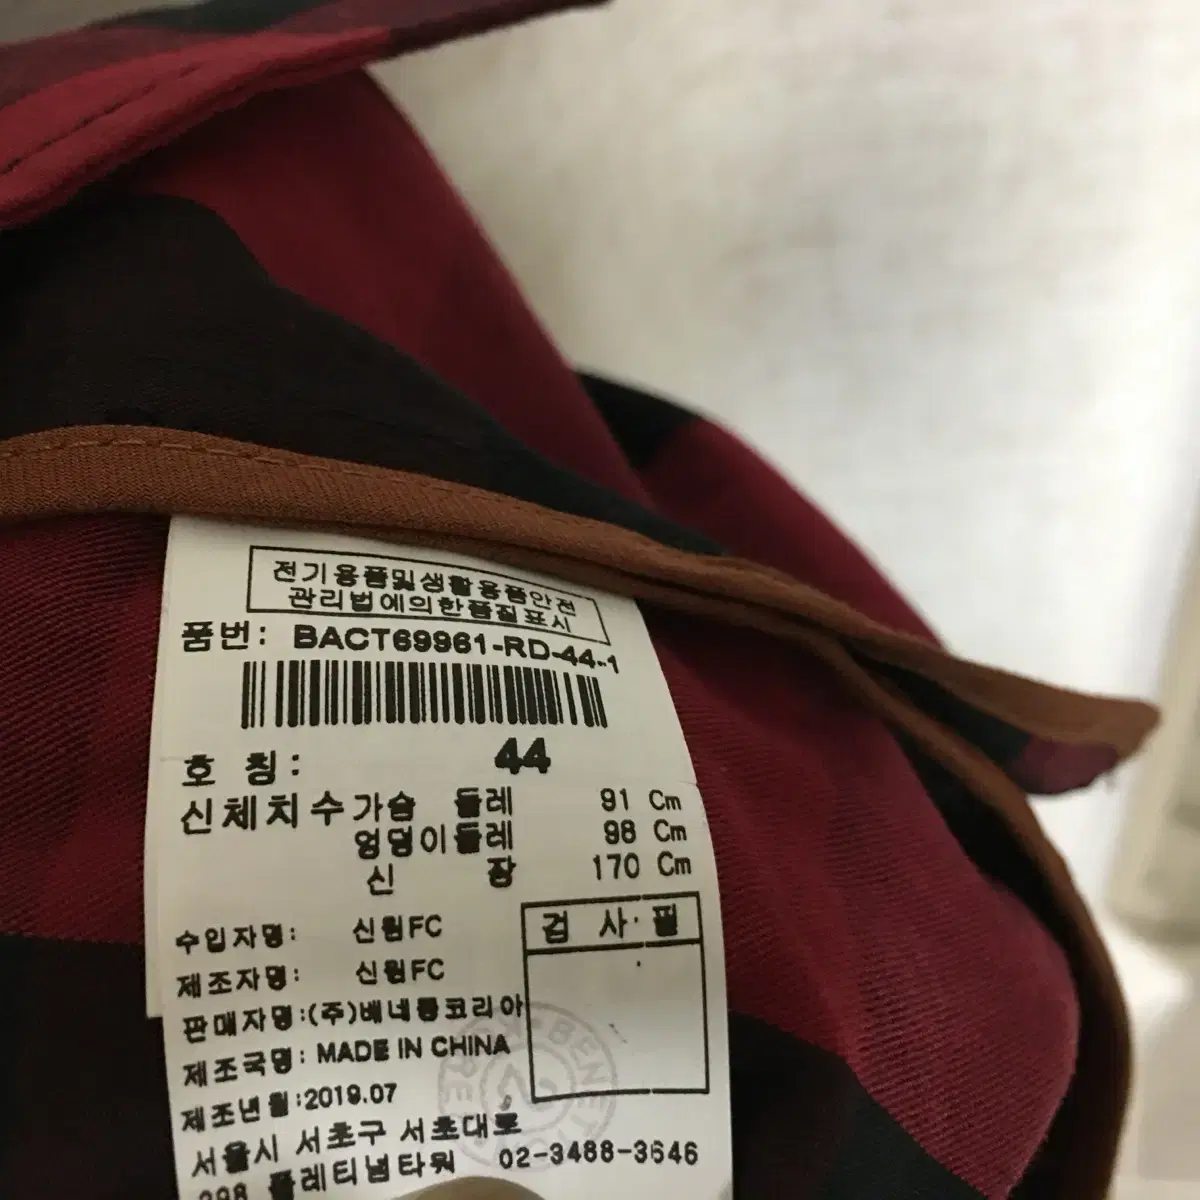 전기용품및생활용품안전
관리법에의한품질표시
품번: BACT69961-RD-44-1
호 칭: 44
신체치수 가슴 둘레 91 Cm
엉덩이둘레 98 Cm
신 장 170 Cm
검 사 필
수입자명: 신원FC
제조자명: 신원FC
판매자명:(주)베네통코리아
제조국명: MADE IN CHINA
제조년월:2019.07
서울시 서초구 서초대로
398 플레티넘타워 02-3488-3646